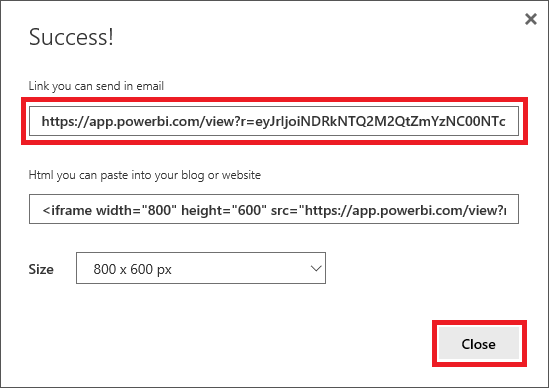 Success!
Link you can send in email
https://app.powerbi.com/view?r=eyJrIjoiNDRkNTQ2M2QtZmYzNC00NTc
Html you can paste into your blog or website
<iframe width="800" height="600" src="https://app.powerbi.com/view?r
Size
800 x 600 px
Close